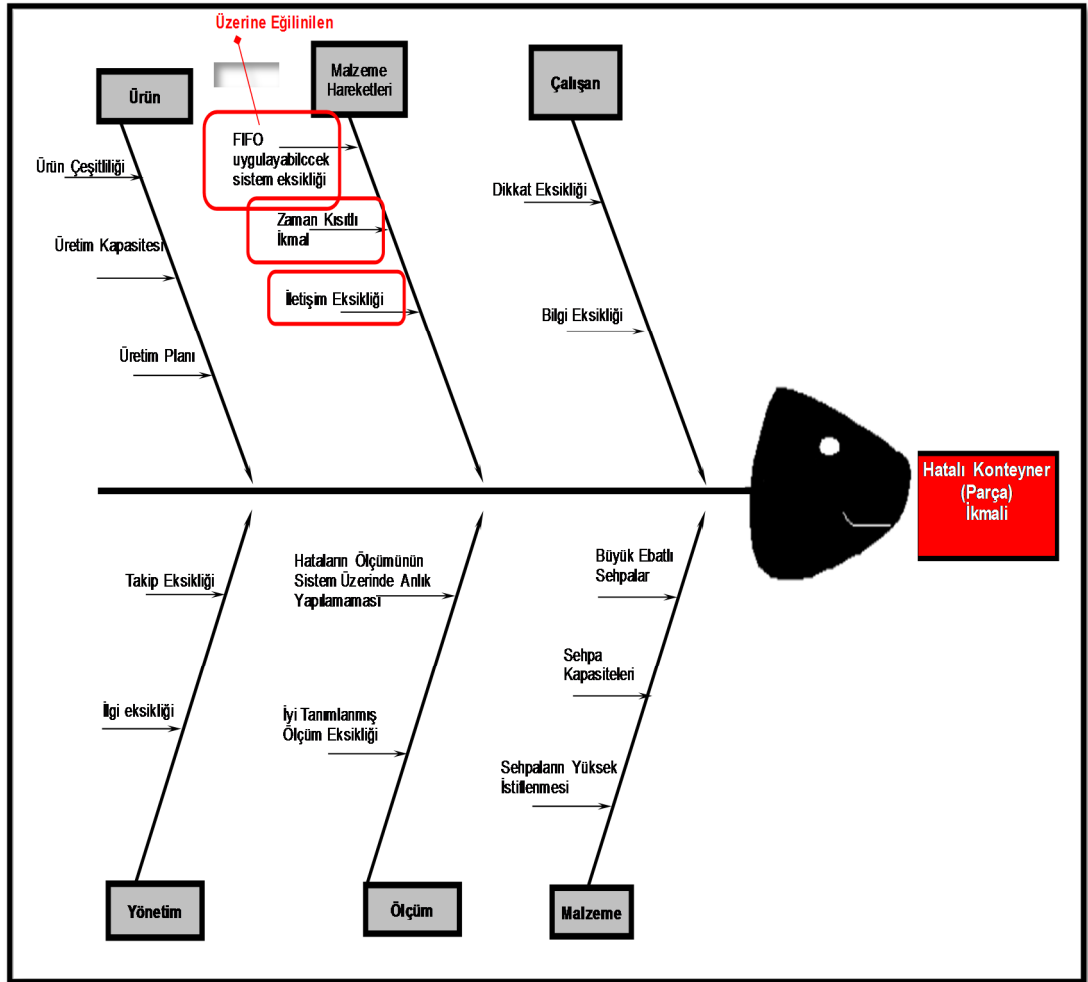 Üzerine Eğilinilen
Ürün
Malzeme
Hareketleri
Çalışan
FIFO
uygulayabilccek
sistem eksikliği
Ürün Çeşitliliği
Dikkat Eksikliği
Zaman Kısıtlı
İkmal
Üretim Kapasitesi
İletişim Eksikliği
Bilgi Eksikliği
Üretim Planı
Hatalı Konteyner
(Parça)
İkmali
Takip Eksikliği
Hataların Ölçümünün
Sistem Üzerinde Anlık
Yapılamaması
Büyük Ebatlı
Sehpalar
Sehpa
Kapasiteleri
İlgi eksikliği
İyi Tanımlanmış
Ölçüm Eksikliği
Sehpaların Yüksek
İstiflenmesi
Yönetim
Ölçüm
Malzeme